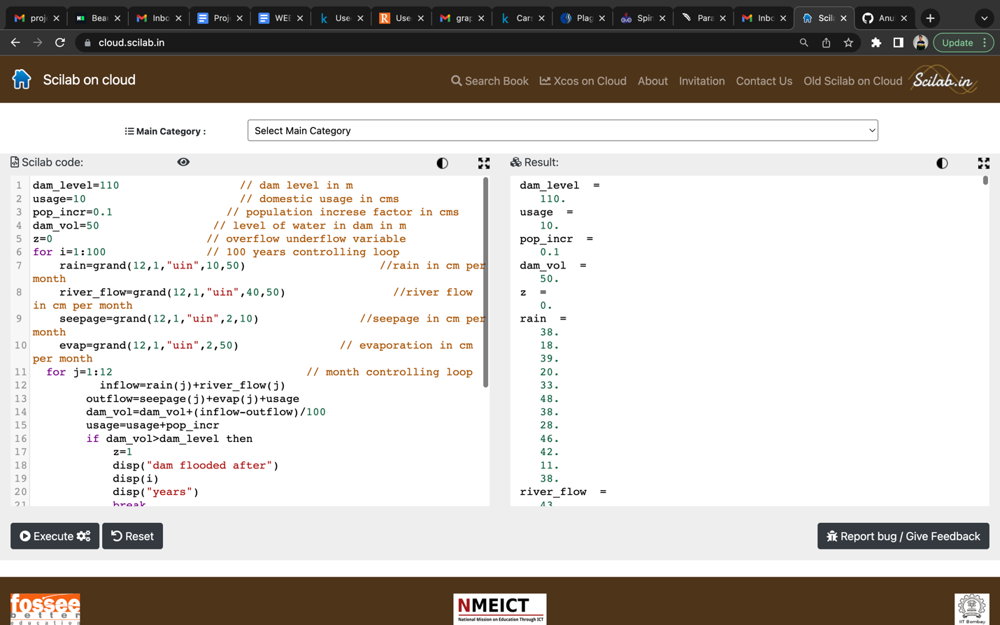 proj
Bea
Inbo
Proj
WEE
Use
Use
grap
Cars
Plag
Spin
Para
Inbo
Scila
Anu
cloud.scilab.in
Update
Scilab on cloud
Search Book
Xcos on Cloud
About
Invitation
Contact Us
Old Scilab on Cloud
Scilab.in
Main Category :
Select Main Category
Scilab code:
1 dam_level=110 // dam level in m
2 usage=10 // domestic usage in cms
3 pop_incr=0.1 // population increse factor in cms
4 dam_vol=50 // level of water in dam in m
5 z=0 // overflow underflow variable
6 for i=1:100 // 100 years controlling loop
7 rain=grand(12,1,"uin",10,50) //rain in cm per
month
8 river_flow=grand(12,1,"uin",40,50) //river flow
in cm per month
9 seepage=grand(12,1,"uin",2,10) //seepage in cm per
month
10 evap=grand(12,1,"uin",2,50) // evaporation in cm
per month
11 for j=1:12 // month controlling loop
12 inflow=rain(j)+river_flow(j)
13 outflow=seepage(j)+evap(j)+usage
14 dam_vol=dam_vol+(inflow-outflow)/100
15 usage=usage+pop_incr
16 if dam_vol>dam_level then
17 z=1
18 disp("dam flooded after")
19 disp(i)
20 disp("years")
21 break
Result:
dam_level =
110.
usage =
10.
pop_incr =
0.1
dam_vol =
50.
z =
0.
rain =
38.
18.
39.
20.
33.
48.
38.
28.
46.
42.
11.
38.
river_flow =
43
Execute
Reset
Report bug / Give Feedback
fossee
better
education
NMEICT
National Mission on Education Through ICT
IIT Bombay